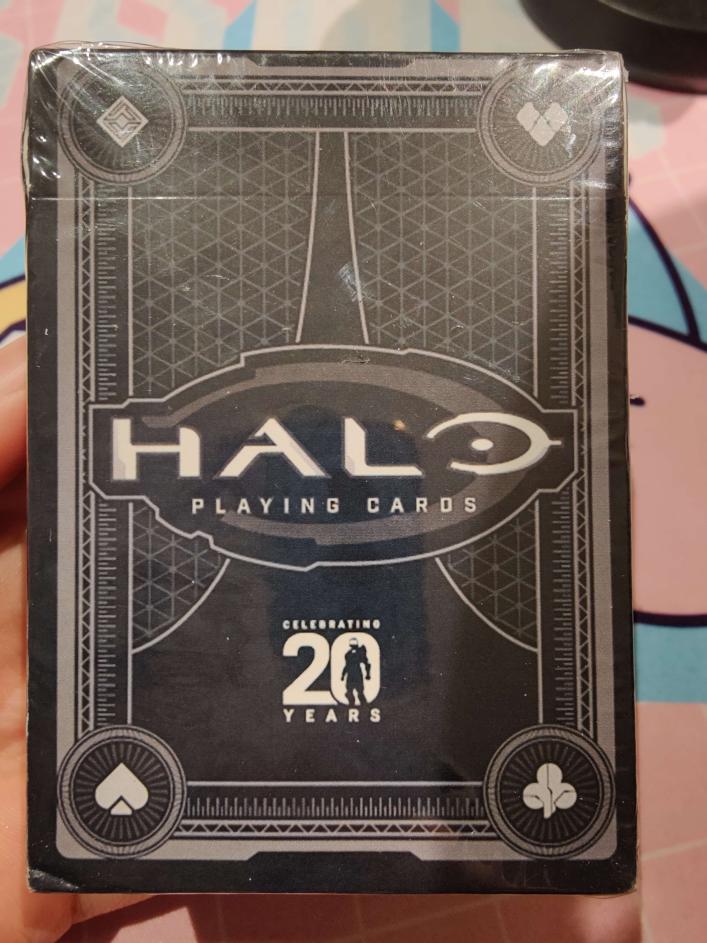 HALO
PLAYING CARDS
CELEBRATING
20
YEARS